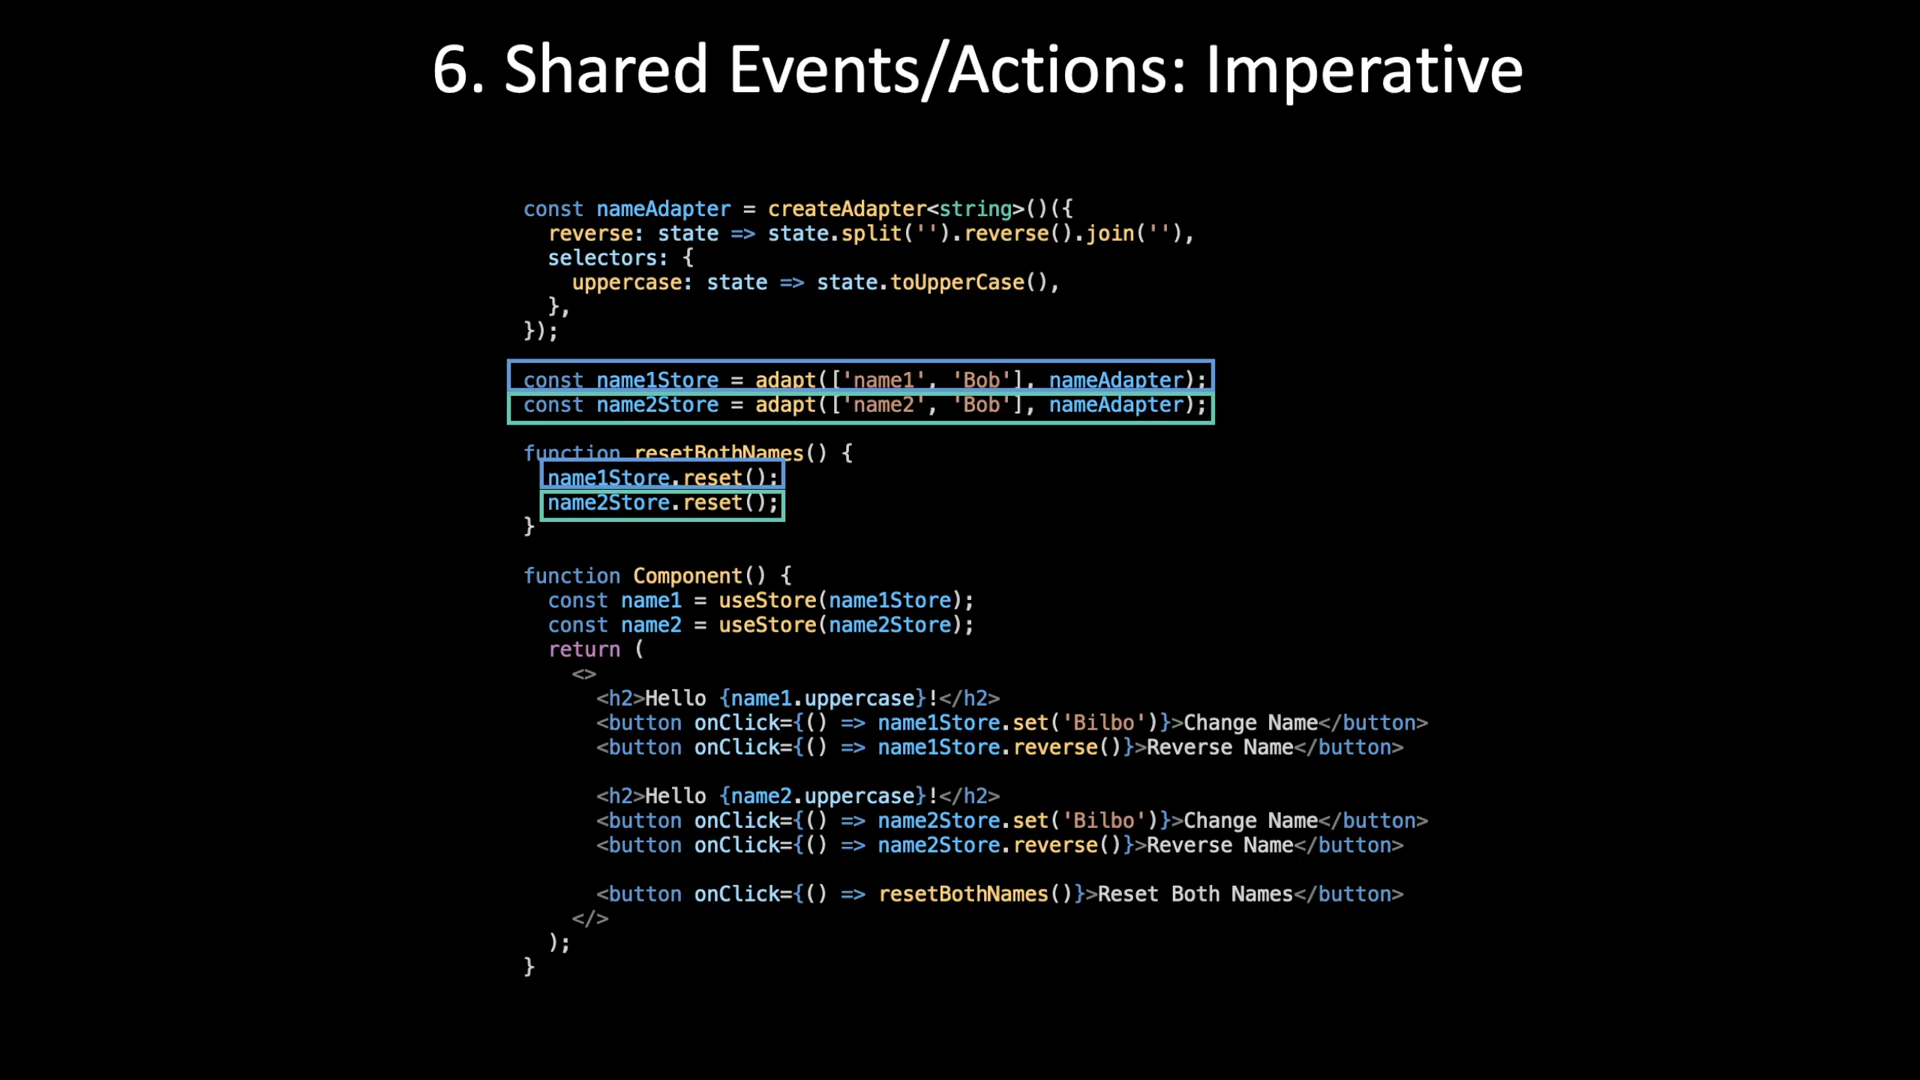 6. Shared Events/Actions: Imperative
const nameAdapter = createAdapter<string>()({
  reverse: state => state.split('').reverse().join(''),
  selectors: {
    uppercase: state => state.toUpperCase(),
  },
});
const name1Store = adapt(['name1', 'Bob'], nameAdapter);
const name2Store = adapt(['name2', 'Bob'], nameAdapter);
function resetBothNames() {
  name1Store.reset();
  name2Store.reset();
}
function Component() {
  const name1 = useStore(name1Store);
  const name2 = useStore(name2Store);
  return (
    <>
      <h2>Hello {name1.uppercase}!</h2>
      <button onClick={() => name1Store.set('Bilbo')}>Change Name</button>
      <button onClick={() => name1Store.reverse()}>Reverse Name</button>
      <h2>Hello {name2.uppercase}!</h2>
      <button onClick={() => name2Store.set('Bilbo')}>Change Name</button>
      <button onClick={() => name2Store.reverse()}>Reverse Name</button>
      <button onClick={() => resetBothNames()}>Reset Both Names</button>
    </>
  );
}